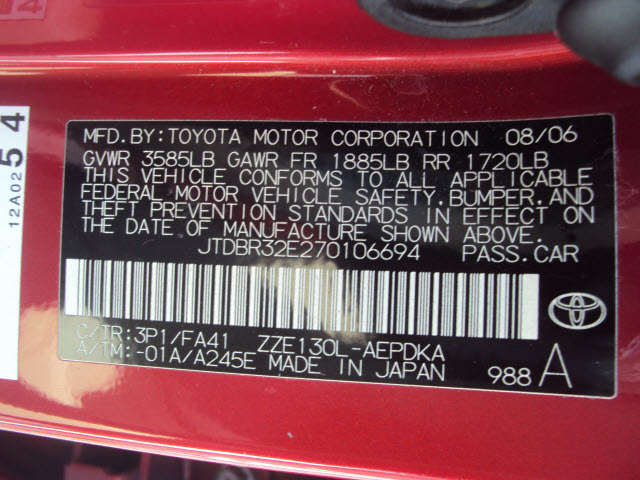 MFD.BY:TOYOTA MOTOR CORPORATION 08/06
GVWR 3585LB GAWR FR 1885LB RR 1720LB
THIS VEHICLE CONFORMS TO ALL APPLICABLE
FEDERAL MOTOR VEHICLE SAFETY,BUMPER,AND
THEFT PREVENTION STANDARDS IN EFFECT ON
THE DATE OF MANUFACTURE SHOWN ABOVE.
JTDBR32E270106694 PASS.CAR
C/TR:3P1/FA41 ZZE130L-AEPDKA
A/TM:-01A/A245E MADE IN JAPAN
988 A
12A02 54
4